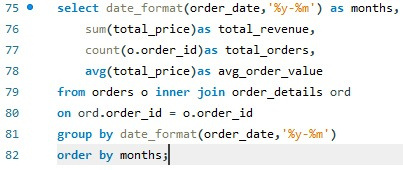 75 select date_format(order_date,'%y-%m') as months,
76 sum(total_price)as total_revenue,
77 count(o.order_id)as total_orders,
78 avg(total_price)as avg_order_value
79 from orders o inner join order_details ord
80 on ord.order_id = o.order_id
81 group by date_format(order_date,'%y-%m')
82 order by months;